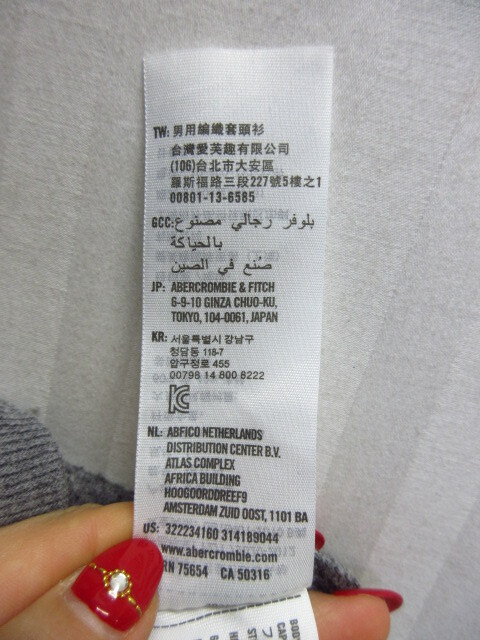 TW: 男用編織套頭衫
台灣愛芙趣有限公司
(106)台北市大安區
羅斯福路三段227號5樓之1
00801-13-6585
GCC: بلوفر رجالي مصنوع
بالحياكة
صُنع في الصين
JP: ABERCROMBIE & FITCH
6-9-10 GINZA CHUO-KU,
TOKYO, 104-0061, JAPAN
KR: 서울특별시 강남구
청담동 118-7
압구정로 455
00798 14 800 8222
NL: ABFICO NETHERLANDS
DISTRIBUTION CENTER B.V.
ATLAS COMPLEX
AFRICA BUILDING
HOOGOORDDREEF9
AMSTERDAM ZUID OOST, 1101 BA
US: 322234160 314189044
www.abercrombie.com
RN 75654 CA 50316